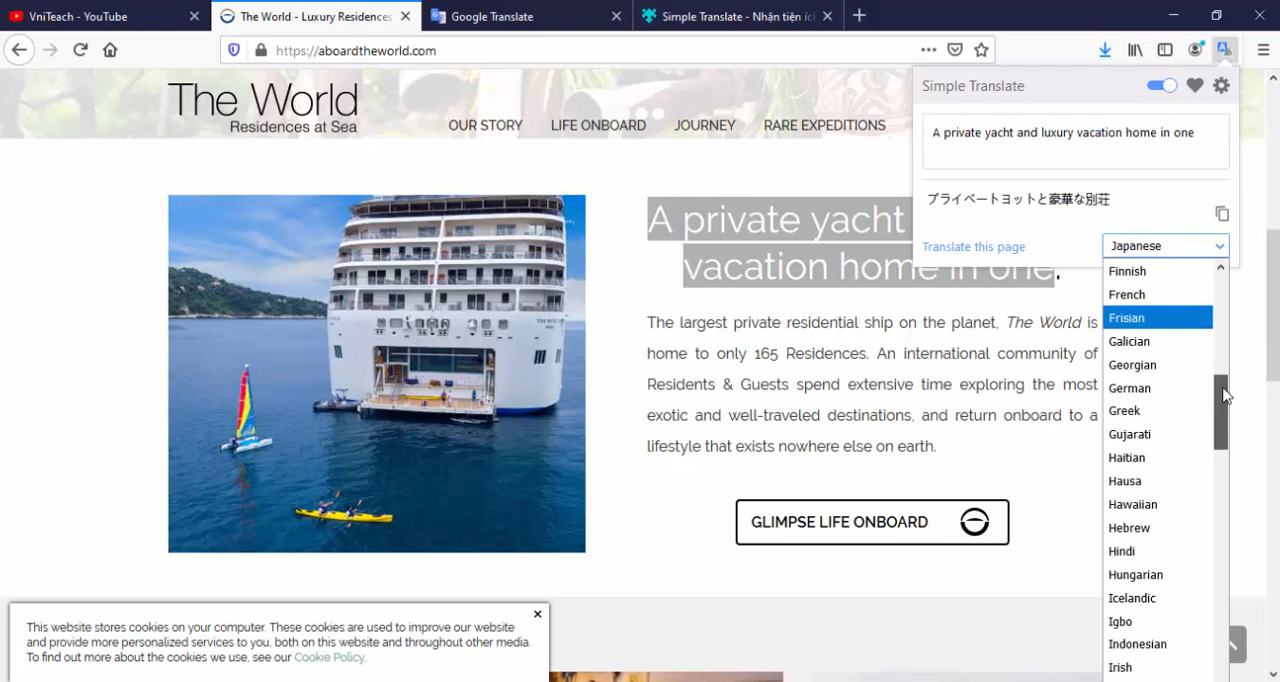 VniTeach - YouTube
The World - Luxury Residences
Google Translate
Simple Translate - Nhận tiện ích
https://aboardtheworld.com
The World
Residences at Sea
OUR STORY
LIFE ONBOARD
JOURNEY
RARE EXPEDITIONS
A private yacht
vacation home in one.
The largest private residential ship on the planet, The World is
home to only 165 Residences. An international community of
Residents & Guests spend extensive time exploring the most
exotic and well-traveled destinations, and return onboard to a
lifestyle that exists nowhere else on earth.
GLIMPSE LIFE ONBOARD
This website stores cookies on your computer. These cookies are used to improve our website
and provide more personalized services to you, both on this website and throughout other media.
To find out more about the cookies we use, see our Cookie Policy.
Simple Translate
A private yacht and luxury vacation home in one
プライベートヨットと豪華な別荘
Translate this page
Japanese
Finnish
French
Frisian
Galician
Georgian
German
Greek
Gujarati
Haitian
Hausa
Hawaiian
Hebrew
Hindi
Hungarian
Icelandic
Igbo
Indonesian
Irish